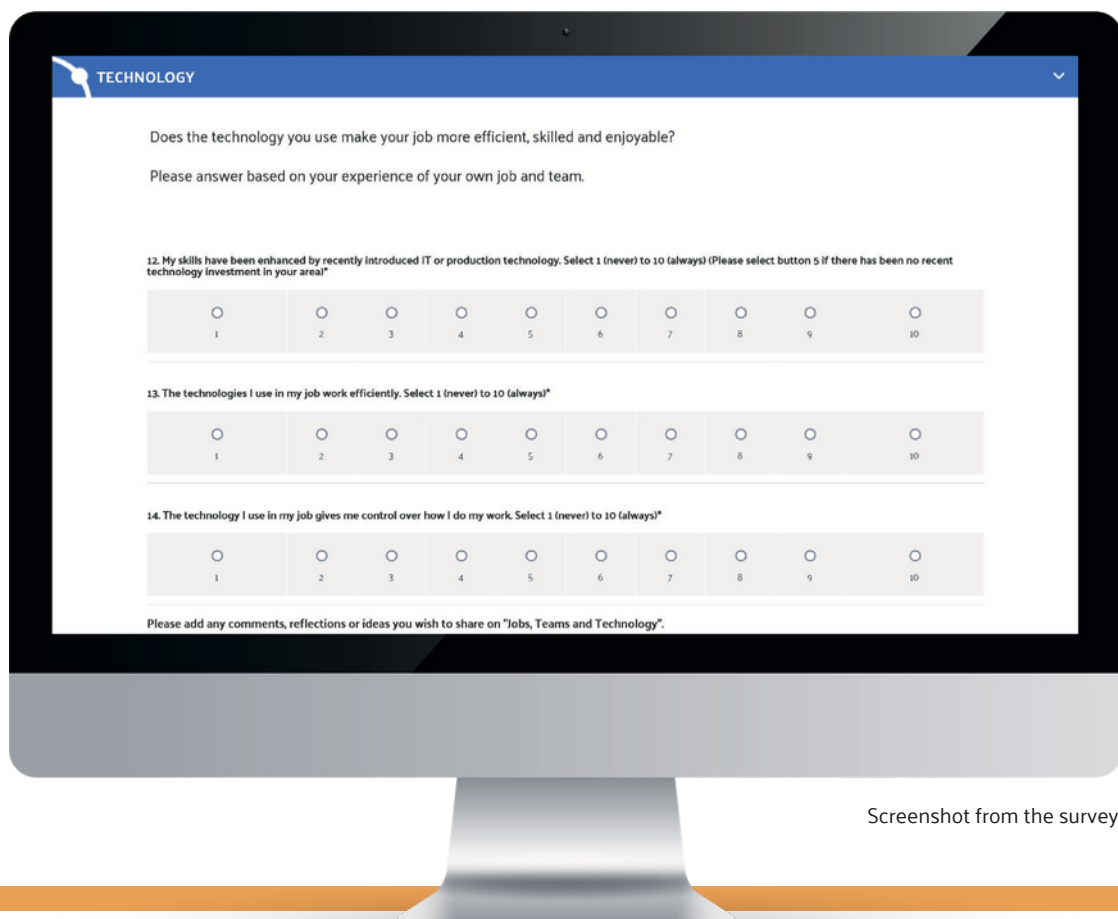 TECHNOLOGY
Does the technology you use make your job more efficient, skilled and enjoyable?
Please answer based on your experience of your own job and team.
12. My skills have been enhanced by recently introduced IT or production technology. Select 1 (never) to 10 (always) (Please select button 5 if there has been no recent
technology investment in your area)*
1 2 3 4 5 6 7 8 9 10
13. The technologies I use in my job work efficiently. Select 1 (never) to 10 (always)*
1 2 3 4 5 6 7 8 9 10
14. The technology I use in my job gives me control over how I do my work. Select 1 (never) to 10 (always)*
1 2 3 4 5 6 7 8 9 10
Please add any comments, reflections or ideas you wish to share on "Jobs, Teams and Technology".
Screenshot from the survey